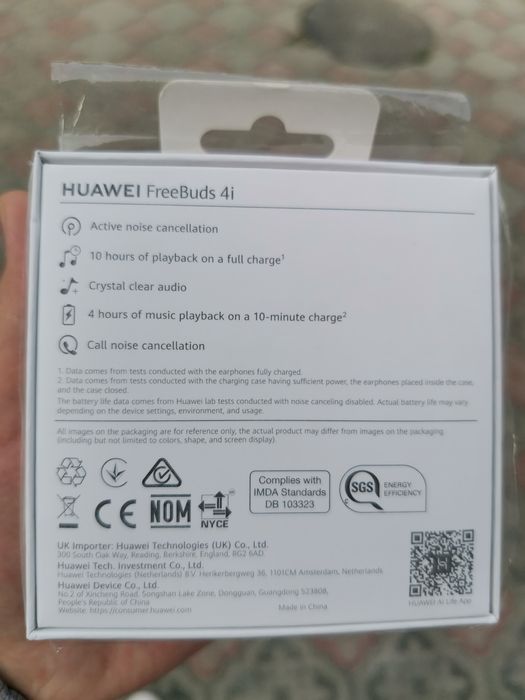 HUAWEI FreeBuds 4i
Active noise cancellation
10 hours of playback on a full charge¹
Crystal clear audio
4 hours of music playback on a 10-minute charge²
Call noise cancellation
1. Data comes from tests conducted with the earphones fully charged.
2. Data comes from tests conducted with the charging case having sufficient power, the earphones placed inside the case,
and the case closed.
The battery life data comes from Huawei lab tests conducted with noise canceling disabled. Actual battery life may vary
depending on the device settings, environment, and usage.
All images on the packaging are for reference only, the actual product may differ from images on the packaging
(including but not limited to colors, shape, and screen display).
CE
NOM
NYCE
Complies with
IMDA Standards
DB 103323
SGS
ENERGY
EFFICIENCY
UK Importer: Huawei Technologies (UK) Co., Ltd.
300 South Oak Way, Reading, Berkshire, England, RG2 6AD.
Huawei Tech. Investment Co., Ltd.
Huawei Technologies (Netherlands) B.V. Herikerbergweg 36, 1101CM Amsterdam, Netherlands
Huawei Device Co., Ltd.
No.2 of Xincheng Road, Songshan Lake Zone, Dongguan, Guangdong 523808,
People's Republic of China
Website: https://consumer.huawei.com
Made in China
HUAWEI AI Life App